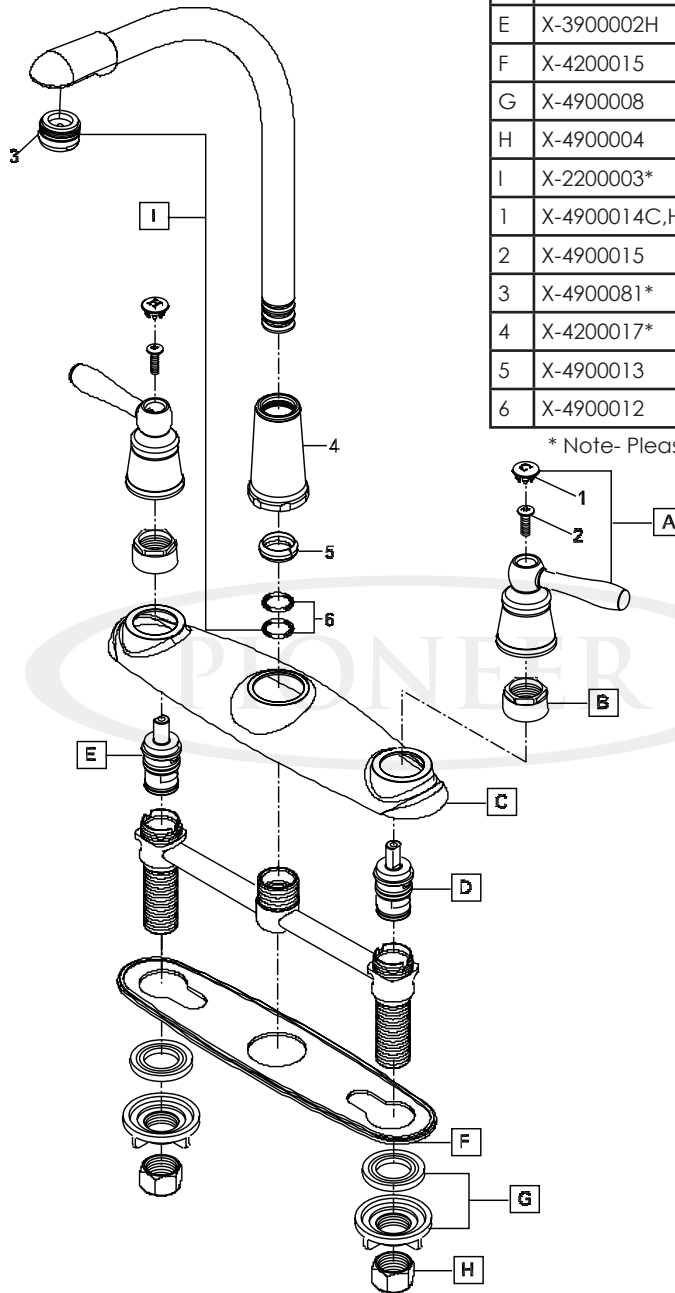 E X-3900002H
F X-4200015
G X-4900008
H X-4900004
I X-2200003*
1 X-4900014C,H
2 X-4900015
3 X-4900081*
4 X-4200017*
5 X-4900013
6 X-4900012
* Note- Pleas
3
I
4
1
A
2
5
6
PIONEER
B
E
C
D
F
G
H